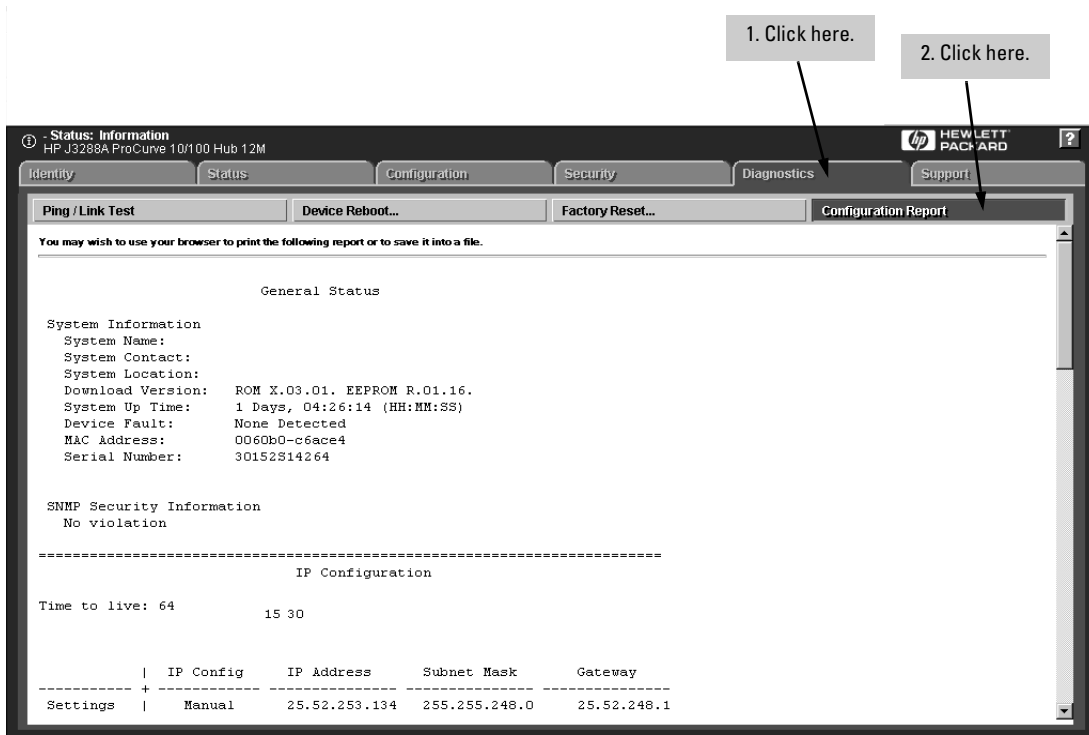 1. Click here.
2. Click here.
- Status: Information
HP J3288A ProCurve 10/100 Hub 12M
hp HEWLETT PACKARD
?
Identity Status Configuration Security Diagnostics Support
Ping / Link Test Device Reboot... Factory Reset... Configuration Report
You may wish to use your browser to print the following report or to save it into a file.
General Status
System Information
System Name:
System Contact:
System Location:
Download Version: ROM X.03.01. EEPROM R.01.16.
System Up Time: 1 Days, 04:26:14 (HH:MM:SS)
Device Fault: None Detected
MAC Address: 0060b0-c6ace4
Serial Number: 30152S14264
SNMP Security Information
No violation
==========================================================================
IP Configuration
Time to live: 64
15 30
| IP Config IP Address Subnet Mask Gateway
----------- + ------------ --------------- --------------- ---------------
Settings | Manual 25.52.253.134 255.255.248.0 25.52.248.1